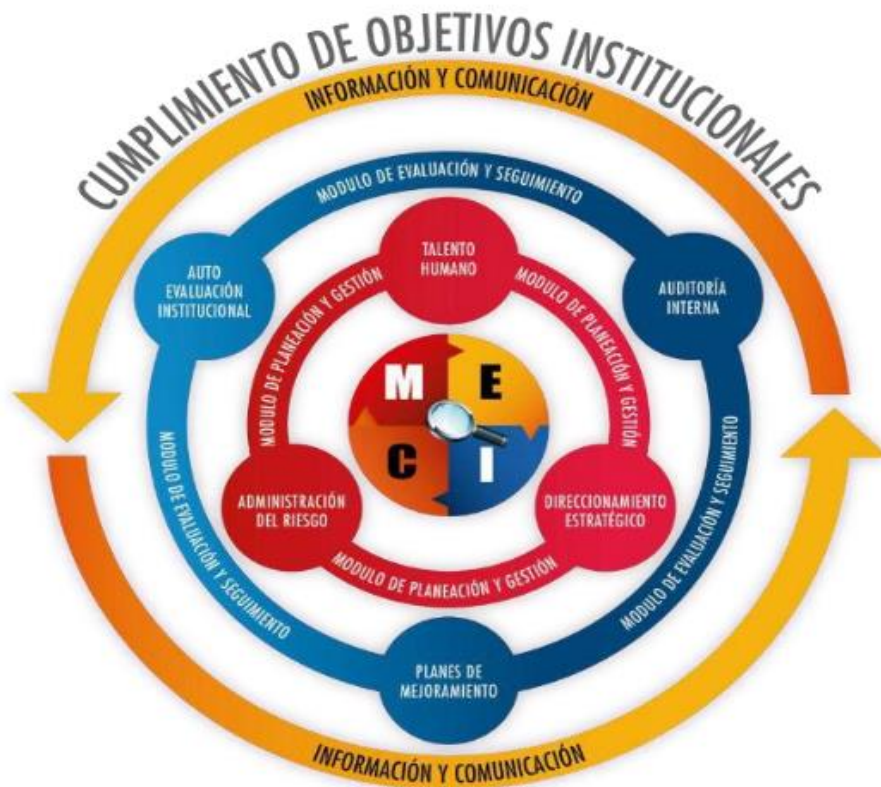 CUMPLIMIENTO DE OBJETIVOS INSTITUCIONALES
INFORMACIÓN Y COMUNICACIÓN
MODULO DE EVALUACIÓN Y SEGUIMIENTO
TALENTO
HUMANO
AUTO
EVALUACIÓN
INSTITUCIONAL
AUDITORÍA
INTERNA
MODULO DE PLANEACIÓN Y GESTIÓN
MODULO DE PLANEACIÓN Y GESTIÓN
M E
C I
ADMINISTRACIÓN
DEL RIESGO
DIRECCIONAMIENTO
ESTRATÉGICO
MODULO DE EVALUACIÓN Y SEGUIMIENTO
MODULO DE EVALUACIÓN Y SEGUIMIENTO
MODULO DE PLANEACIÓN Y GESTIÓN
PLANES DE
MEJORAMIENTO
INFORMACIÓN Y COMUNICACIÓN